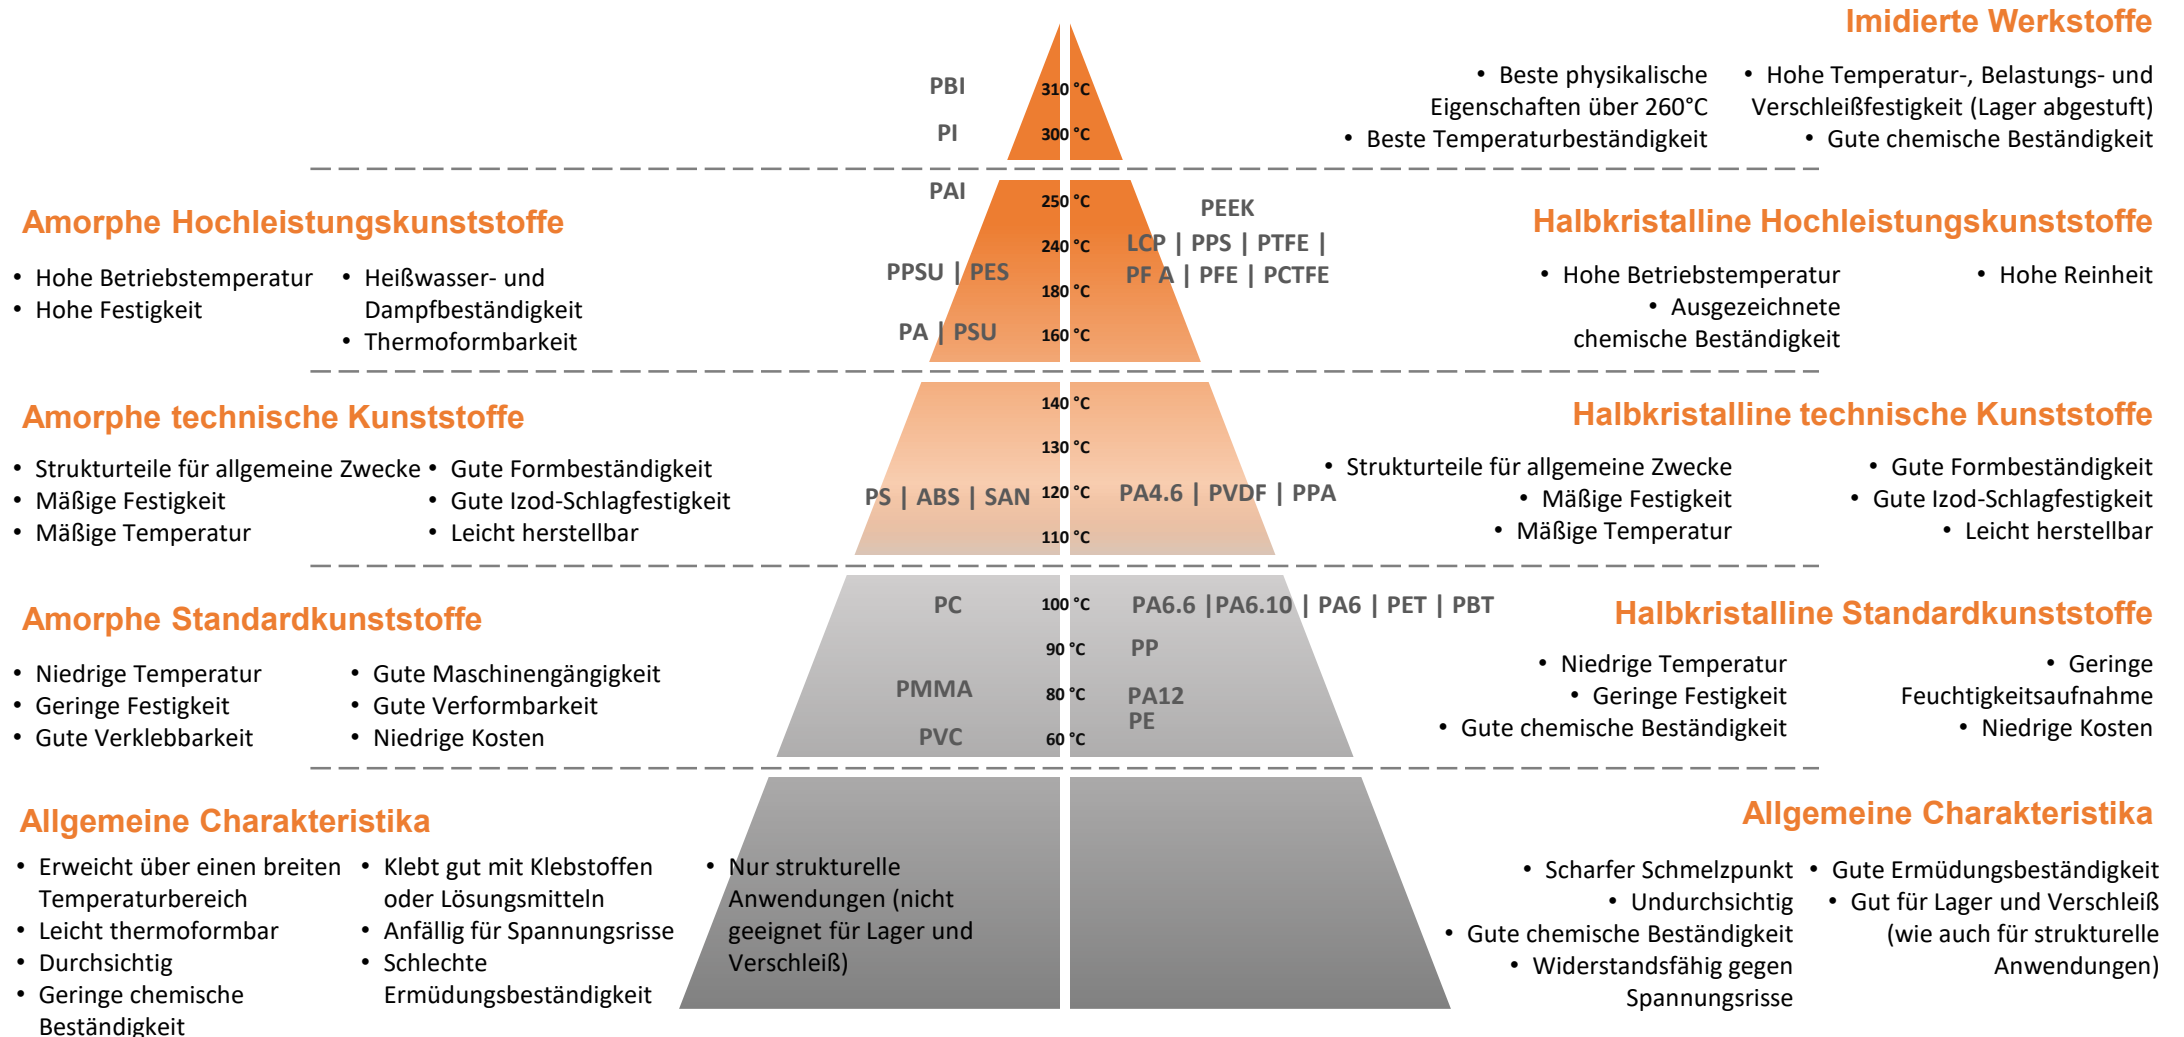 Imidierte Werkstoffe
• Beste physikalische
Eigenschaften über 260°C
• Beste Temperaturbeständigkeit
• Hohe Temperatur-, Belastungs- und
Verschleißfestigkeit (Lager abgestuft)
• Gute chemische Beständigkeit
PBI
310 °C
PI
300 °C
Amorphe Hochleistungskunststoffe
• Hohe Betriebstemperatur
• Hohe Festigkeit
• Heißwasser- und
Dampfbeständigkeit
• Thermoformbarkeit
PAI
PPSU | PES
PA | PSU
250 °C
240 °C
180 °C
160 °C
PEEK
LCP | PPS | PTFE |
PF A | PFE | PCTFE
Halbkristalline Hochleistungskunststoffe
• Hohe Betriebstemperatur
• Ausgezeichnete
chemische Beständigkeit
• Hohe Reinheit
Amorphe technische Kunststoffe
• Strukturteile für allgemeine Zwecke
• Mäßige Festigkeit
• Mäßige Temperatur
• Gute Formbeständigkeit
• Gute Izod-Schlagfestigkeit
• Leicht herstellbar
PS | ABS | SAN
140 °C
130 °C
120 °C
110 °C
PA4.6 | PVDF | PPA
Halbkristalline technische Kunststoffe
• Strukturteile für allgemeine Zwecke
• Mäßige Festigkeit
• Mäßige Temperatur
• Gute Formbeständigkeit
• Gute Izod-Schlagfestigkeit
• Leicht herstellbar
Amorphe Standardkunststoffe
• Niedrige Temperatur
• Geringe Festigkeit
• Gute Verklebbarkeit
• Gute Maschinengängigkeit
• Gute Verformbarkeit
• Niedrige Kosten
PC
PMMA
PVC
100 °C
90 °C
80 °C
60 °C
PA6.6 |PA6.10 | PA6 | PET | PBT
PP
PA12
PE
Halbkristalline Standardkunststoffe
• Niedrige Temperatur
• Geringe Festigkeit
• Gute chemische Beständigkeit
• Geringe
Feuchtigkeitsaufnahme
• Niedrige Kosten
Allgemeine Charakteristika
• Erweicht über einen breiten
Temperaturbereich
• Leicht thermoformbar
• Durchsichtig
• Geringe chemische
Beständigkeit
• Klebt gut mit Klebstoffen
oder Lösungsmitteln
• Anfällig für Spannungsrisse
• Schlechte
Ermüdungsbeständigkeit
• Nur strukturelle
Anwendungen (nicht
geeignet für Lager und
Verschleiß)
Allgemeine Charakteristika
• Scharfer Schmelzpunkt
• Undurchsichtig
• Gute chemische Beständigkeit
• Widerstandsfähig gegen
Spannungsrisse
• Gute Ermüdungsbeständigkeit
• Gut für Lager und Verschleiß
(wie auch für strukturelle
Anwendungen)